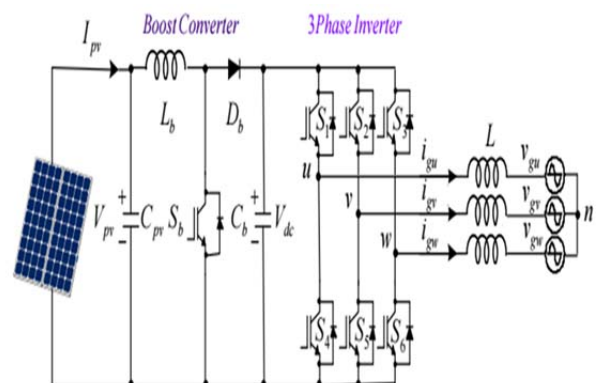 Boost Converter
3Phase Inverter
I_pv
L_b
D_b
S_1
S_2
S_3
u
v
w
i_gu
i_gv
i_gw
L
v_gu
v_gv
v_gw
n
+
V_pv
−
C_pv
S_b
C_b
+
V_dc
−
S_4
S_5
S_6